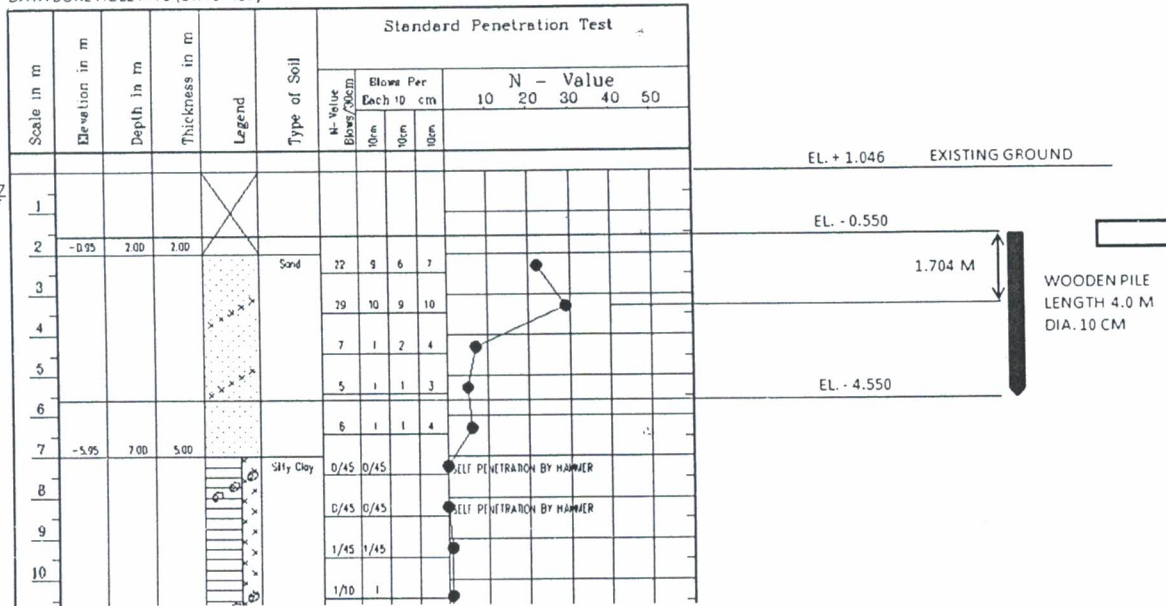 Standard Penetration Test
Scale in m
Elevation in m
Depth in m
Thickness in m
Legend
Type of Soil
N- Value
Blows/30cm
Blows Per
Each 10 cm
10cm 10cm 10cm
N - Value
10 20 30 40 50
EL. + 1.046 EXISTING GROUND
1
EL. - 0.550
2 -0.95 2.00 2.00
Sand 22 9 6 7
1.704 M
WOODEN PILE
LENGTH 4.0 M
DIA. 10 CM
3
29 10 9 10
4
7 1 2 4
5
5 1 1 3
EL. - 4.550
6
6 1 1 4
7 -5.95 7.00 5.00
Silty Clay 0/45 0/45 SELF PENETRATION BY HAMMER
8
0/45 0/45 SELF PENETRATION BY HAMMER
9
1/45 1/45
10
1/10 1